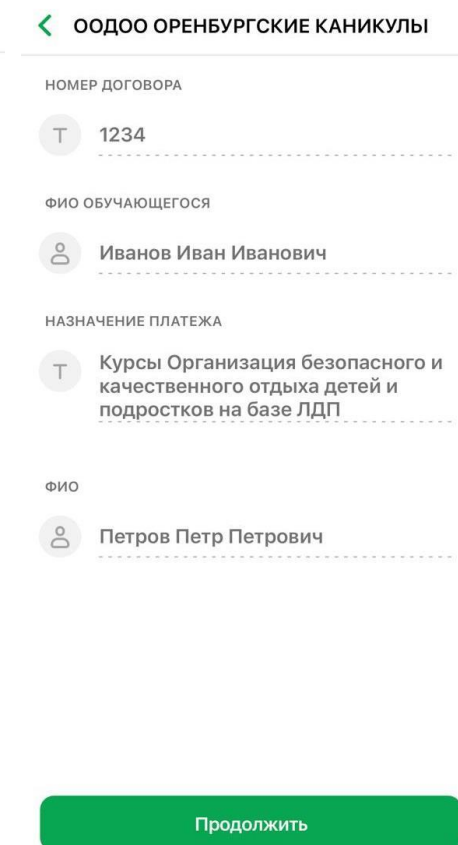 ООДОО ОРЕНБУРГСКИЕ КАНИКУЛЫ
НОМЕР ДОГОВОРА
Т 1234
ФИО ОБУЧАЮЩЕГОСЯ
Иванов Иван Иванович
НАЗНАЧЕНИЕ ПЛАТЕЖА
Т Курсы Организация безопасного и
качественного отдыха детей и
подростков на базе ЛДП
ФИО
Петров Петр Петрович
Продолжить